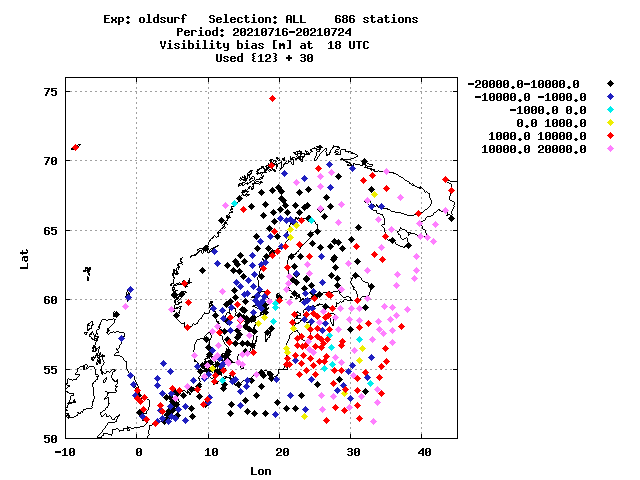 Exp: oldsurf   Selection: ALL    686 stations
Period: 20210716-20210724
Visibility bias [m] at  18 UTC
Used {12} + 30
-20000.0-10000.0
-10000.0 -1000.0
-1000.0 0.0
0.0 1000.0
1000.0 10000.0
10000.0 20000.0
75
70
65
60
55
50
Lat
-10 0 10 20 30 40
Lon